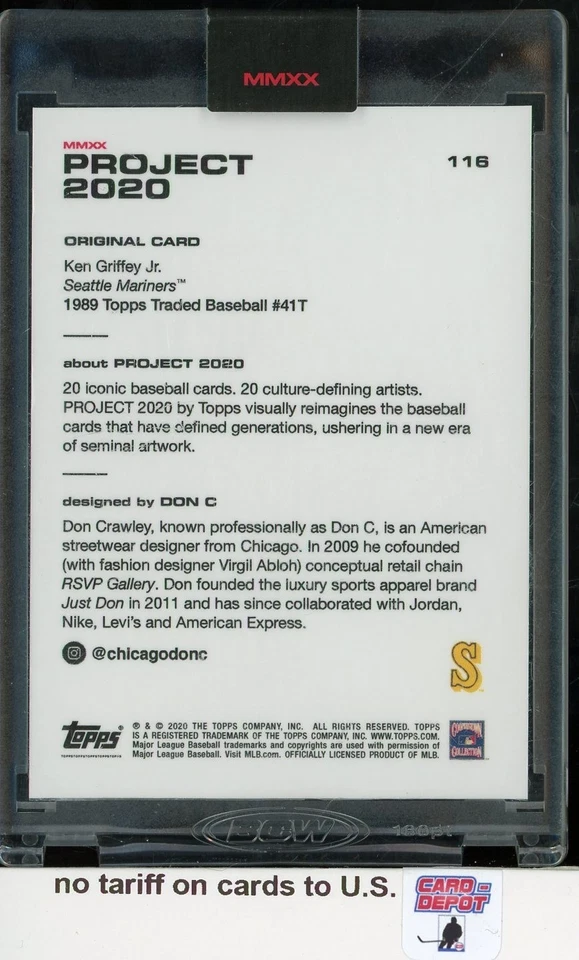 MMXX
MMXX
PROJECT
2020
116
ORIGINAL CARD
Ken Griffey Jr.
Seattle Mariners™
1989 Topps Traded Baseball #41T
about PROJECT 2020
20 iconic baseball cards. 20 culture-defining artists.
PROJECT 2020 by Topps visually reimagines the baseball
cards that have defined generations, ushering in a new era
of seminal artwork.
designed by DON C
Don Crawley, known professionally as Don C, is an American
streetwear designer from Chicago. In 2009 he cofounded
(with fashion designer Virgil Abloh) conceptual retail chain
RSVP Gallery. Don founded the luxury sports apparel brand
Just Don in 2011 and has since collaborated with Jordan,
Nike, Levi's and American Express.
@chicagodonc
S
Topps®
® & © 2020 THE TOPPS COMPANY, INC. ALL RIGHTS RESERVED. TOPPS
IS A REGISTERED TRADEMARK OF THE TOPPS COMPANY, INC. WWW.TOPPS.COM.
Major League Baseball trademarks and copyrights are used with permission of
Major League Baseball. Visit MLB.com. OFFICIALLY LICENSED PRODUCT OF MLB.
COOPERSTOWN
COLLECTION
BCW
no tariff on cards to U.S.
CARD-
DEPOT